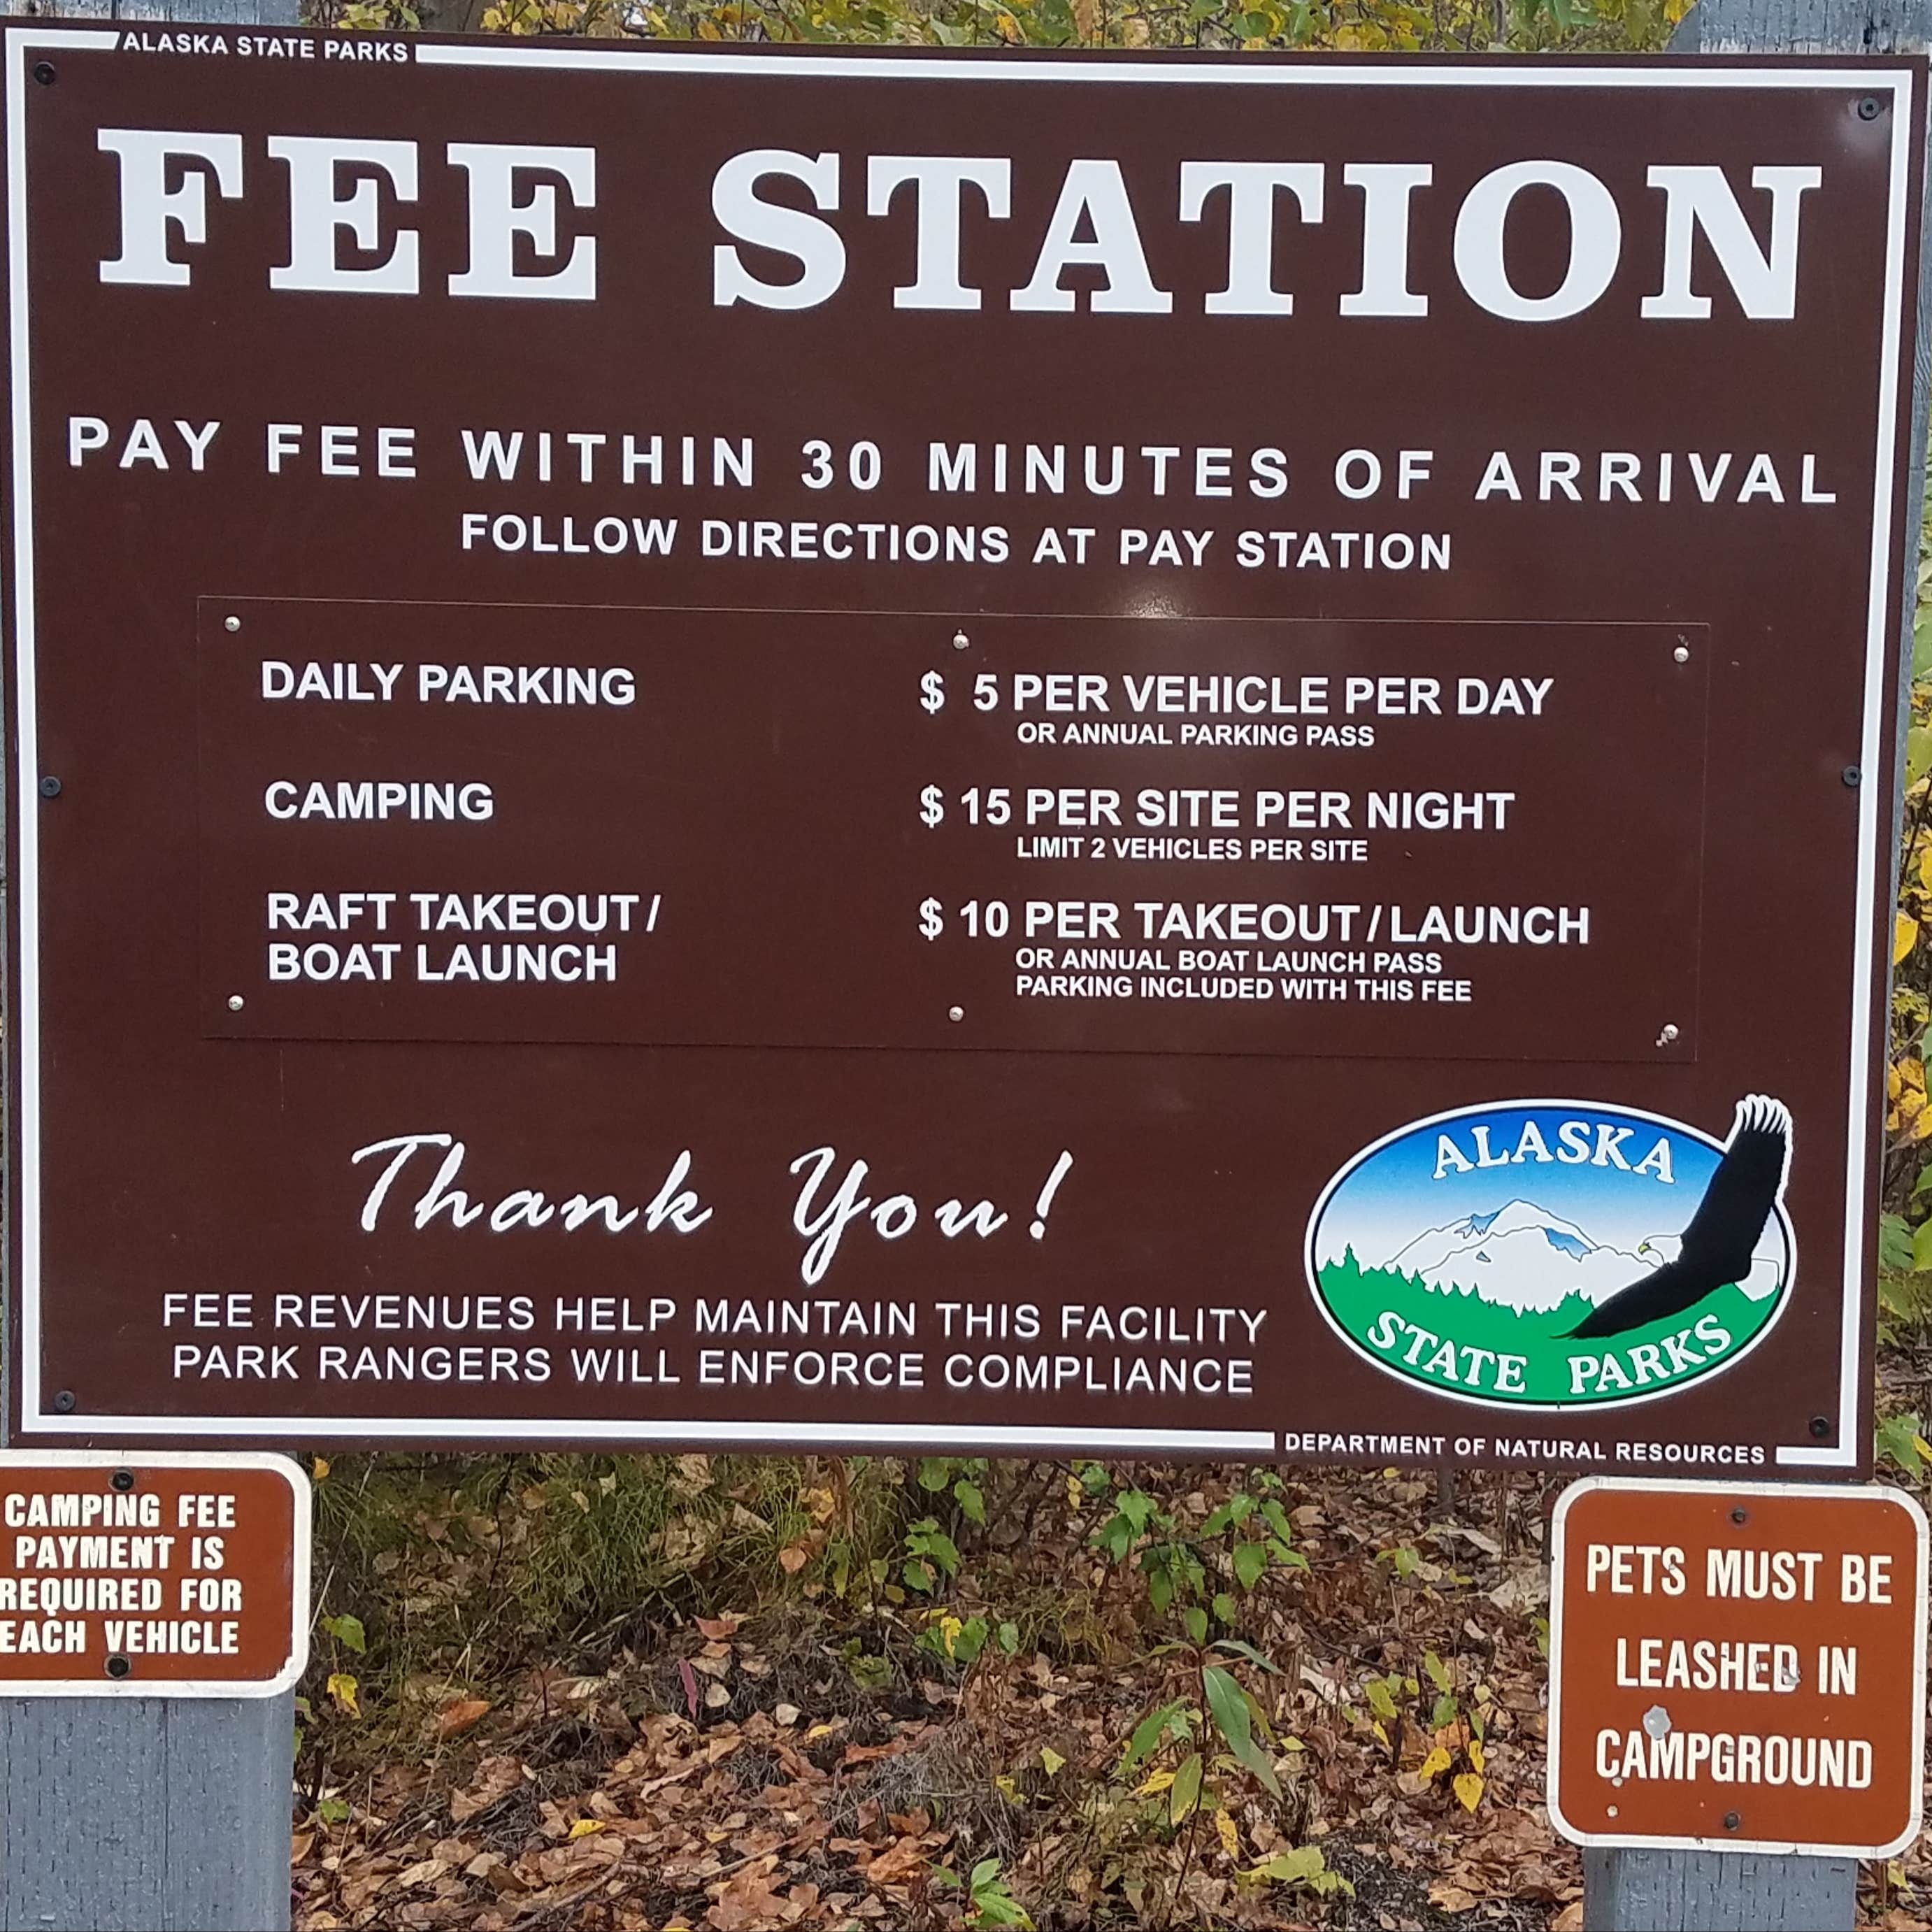 ALASKA STATE PARKS
FEE STATION
PAY FEE WITHIN 30 MINUTES OF ARRIVAL
FOLLOW DIRECTIONS AT PAY STATION
DAILY PARKING $ 5 PER VEHICLE PER DAY
OR ANNUAL PARKING PASS
CAMPING $ 15 PER SITE PER NIGHT
LIMIT 2 VEHICLES PER SITE
RAFT TAKEOUT / $ 10 PER TAKEOUT / LAUNCH
BOAT LAUNCH OR ANNUAL BOAT LAUNCH PASS
PARKING INCLUDED WITH THIS FEE
Thank You!
FEE REVENUES HELP MAINTAIN THIS FACILITY
PARK RANGERS WILL ENFORCE COMPLIANCE
ALASKA
STATE PARKS
DEPARTMENT OF NATURAL RESOURCES
CAMPING FEE
PAYMENT IS
REQUIRED FOR
EACH VEHICLE
PETS MUST BE
LEASHED IN
CAMPGROUND